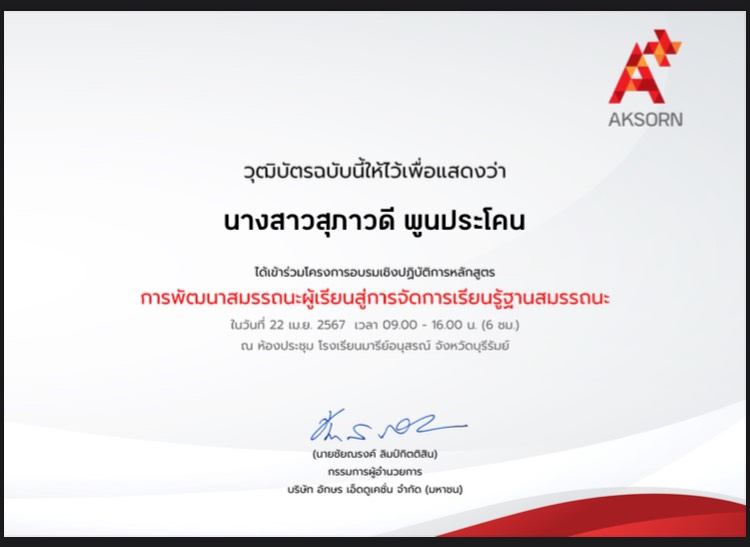 AKSORN
วุฒิบัตรฉบับนี้ให้ไว้เพื่อแสดงว่า
นางสาวสุภาวดี พูนประโคน
ได้เข้าร่วมโครงการอบรมเชิงปฏิบัติการหลักสูตร
การพัฒนาสมรรถนะผู้เรียนสู่การจัดการเรียนรู้ฐานสมรรถนะ
ในวันที่ 22 เม.ย. 2567 เวลา 09.00 - 16.00 น. (6 ชม.)
ณ ห้องประชุม โรงเรียนมารีย์อนุสรณ์ จังหวัดบุรีรัมย์
(นายชัยณรงค์ ลิมป์กิตติสิน)
กรรมการผู้อำนวยการ
บริษัท อักษร เอ็ดดูเคชั่น จำกัด (มหาชน)